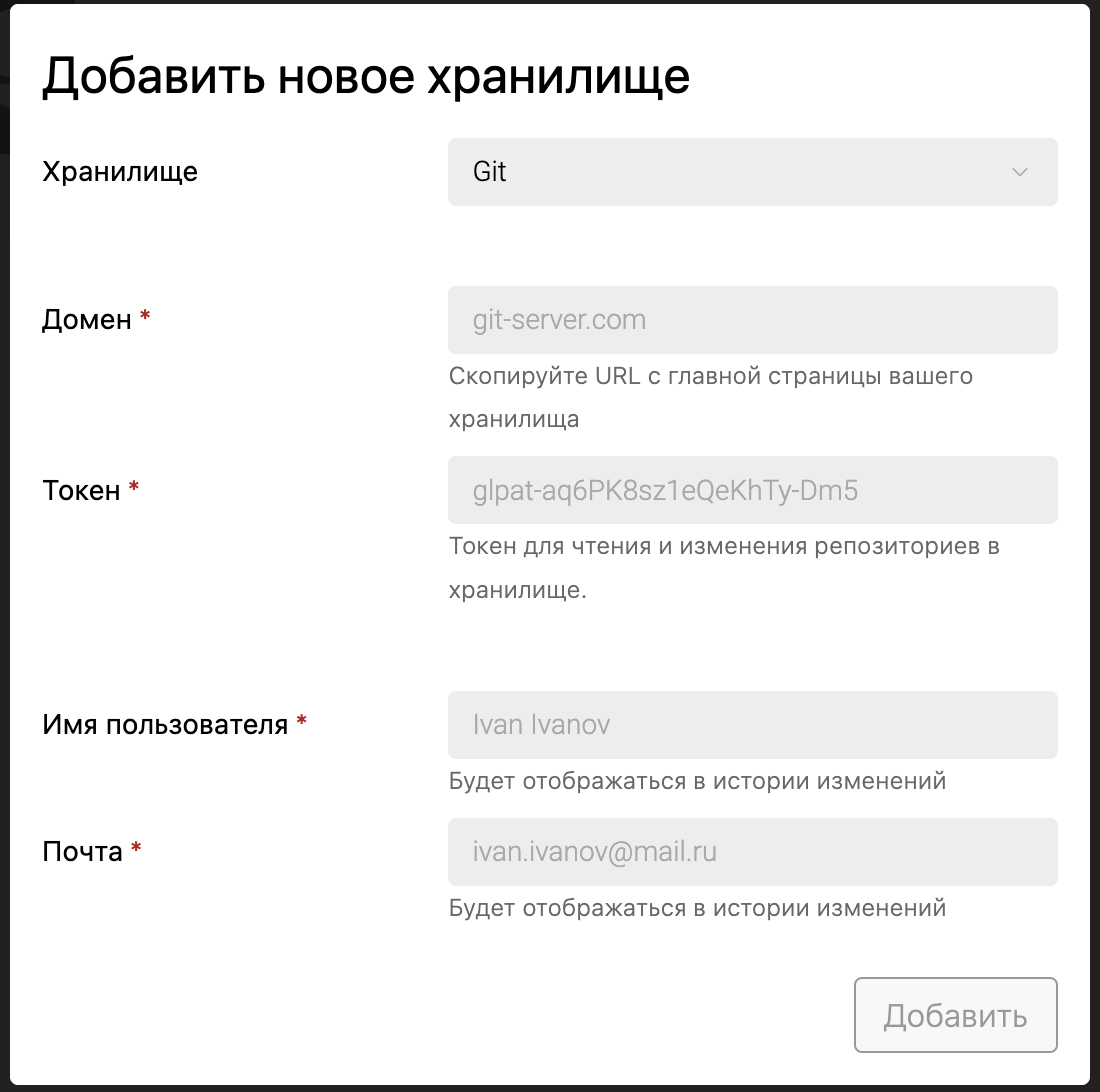 Добавить новое хранилище
Хранилище
Git
Домен *
git-server.com
Скопируйте URL с главной страницы вашего
хранилища
Токен *
glpat-aq6PK8sz1eQeKhTy-Dm5
Токен для чтения и изменения репозиториев в
хранилище.
Имя пользователя *
Ivan Ivanov
Будет отображаться в истории изменений
Почта *
ivan.ivanov@mail.ru
Будет отображаться в истории изменений
Добавить